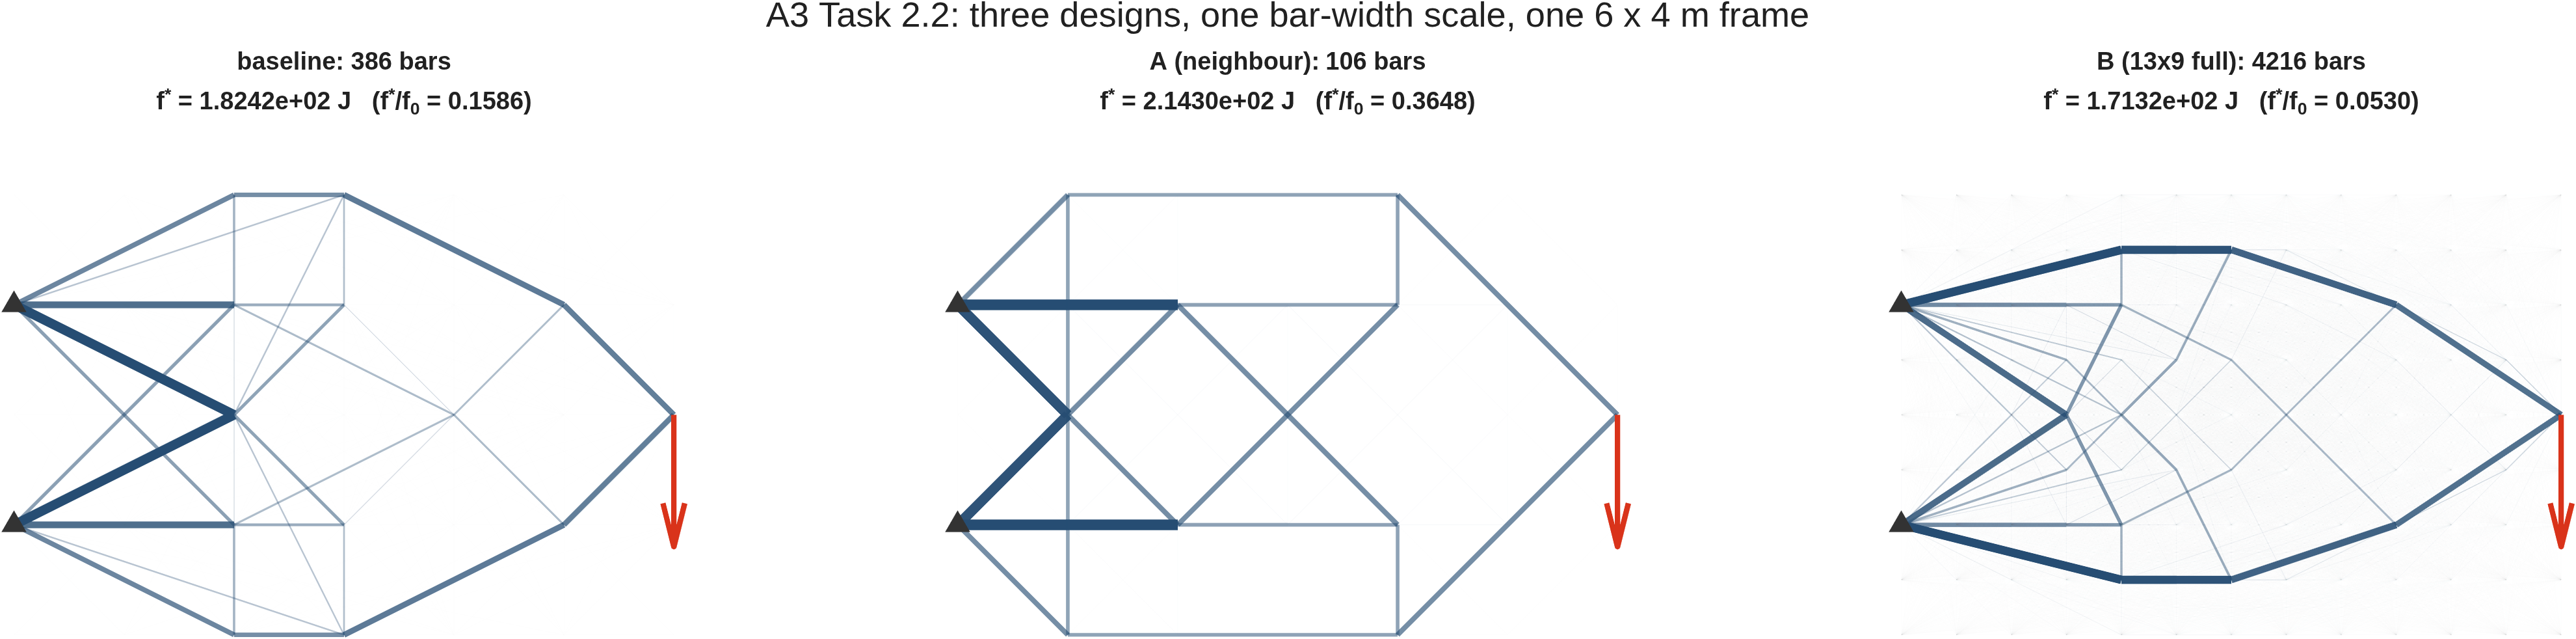 A3 Task 2.2: three designs, one bar-width scale, one 6 x 4 m frame
baseline: 386 bars
f* = 1.8242e+02 J (f*/f0 = 0.1586)
A (neighbour): 106 bars
f* = 2.1430e+02 J (f*/f0 = 0.3648)
B (13x9 full): 4216 bars
f* = 1.7132e+02 J (f*/f0 = 0.0530)